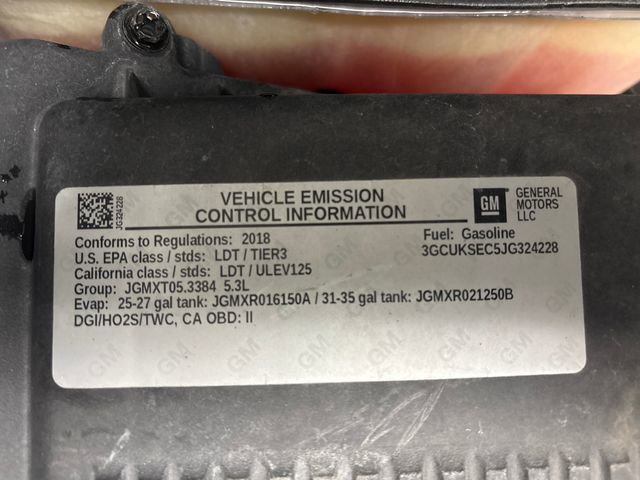 VEHICLE EMISSION
CONTROL INFORMATION
GM
GENERAL
MOTORS
LLC
JG324228
Conforms to Regulations: 2018
Fuel: Gasoline
U.S. EPA class / stds: LDT / TIER3
3GCUKSEC5JG324228
California class / stds: LDT / ULEV125
Group: JGMXT05.3384 5.3L
Evap: 25-27 gal tank: JGMXR016150A / 31-35 gal tank: JGMXR021250B
DGI/HO2S/TWC, CA OBD: II